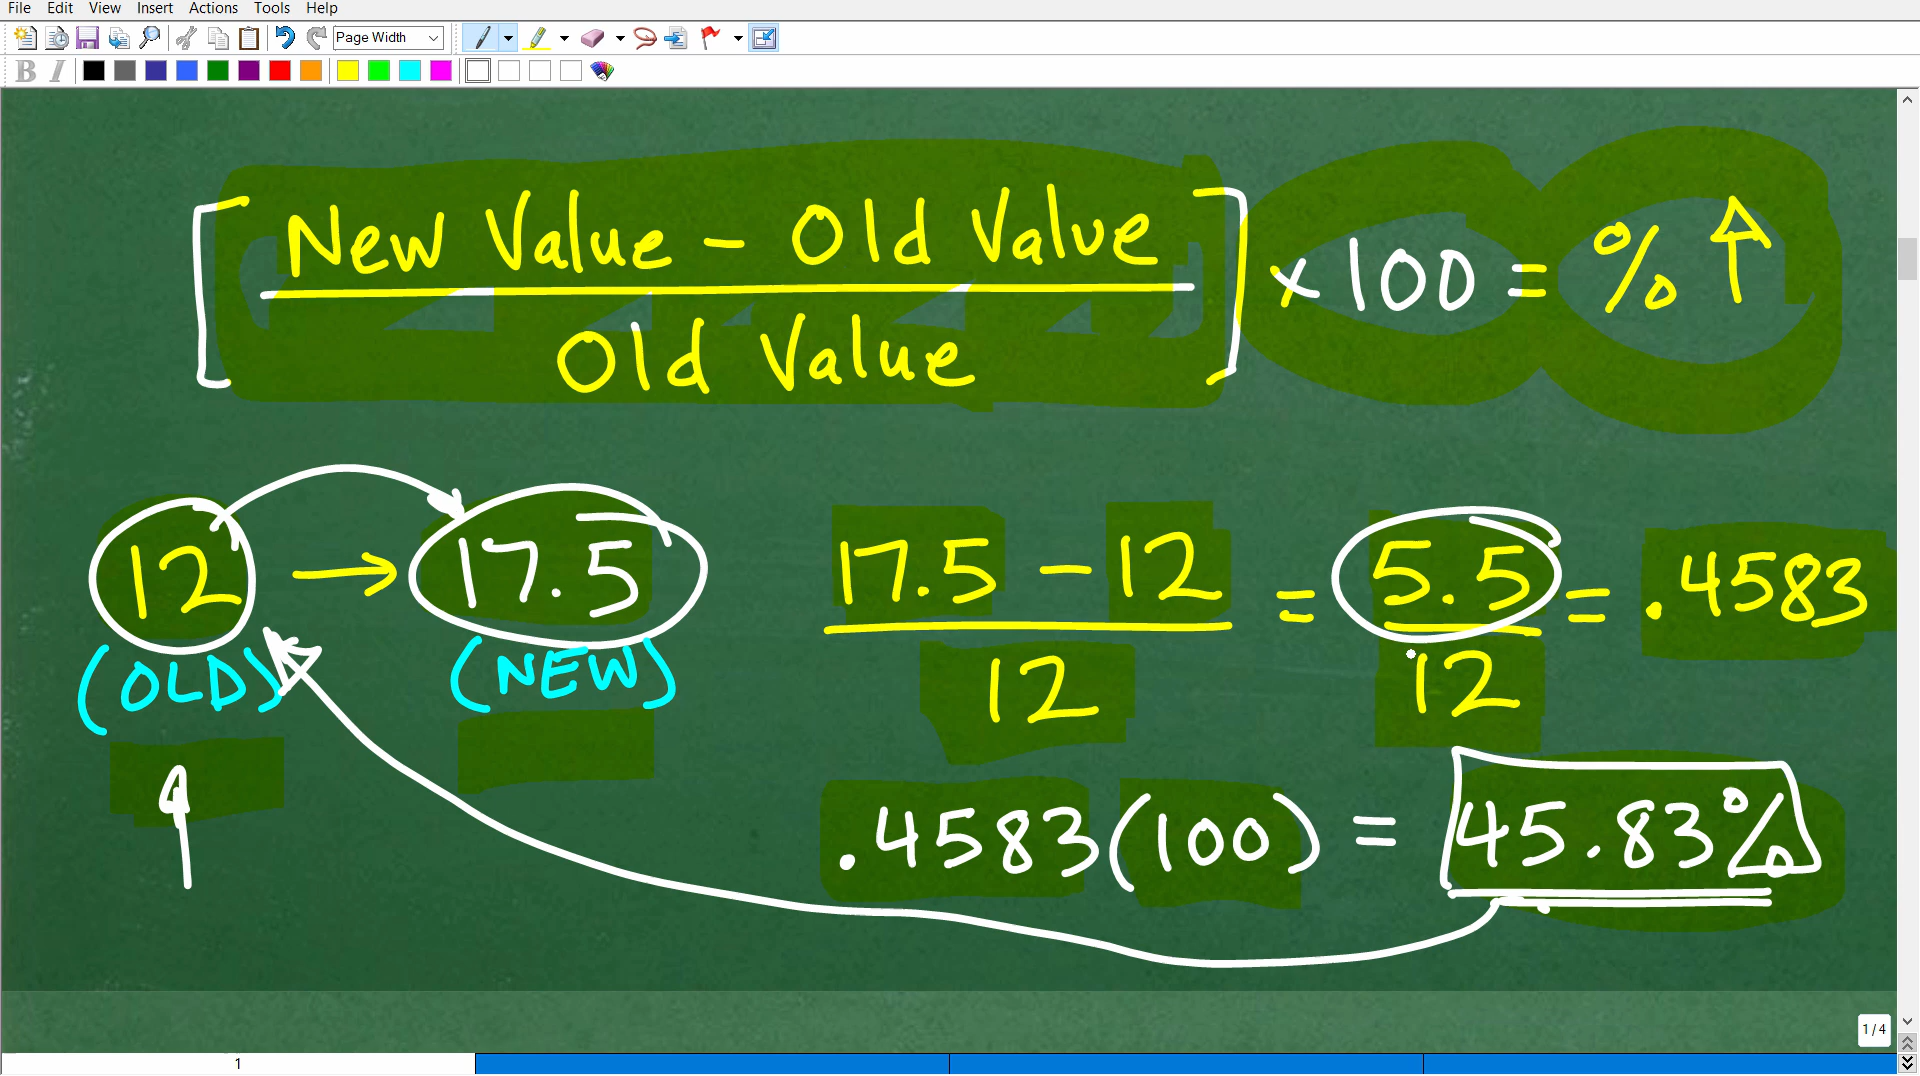 File Edit View Insert Actions Tools Help
Page Width
B I
[New Value - Old Value
Old Value] × 100 = % ↑
12 → 17.5
(OLD) (NEW)
17.5 - 12 = 5.5 = .4583
12 12
.4583(100) = 45.83%
1 / 4
1